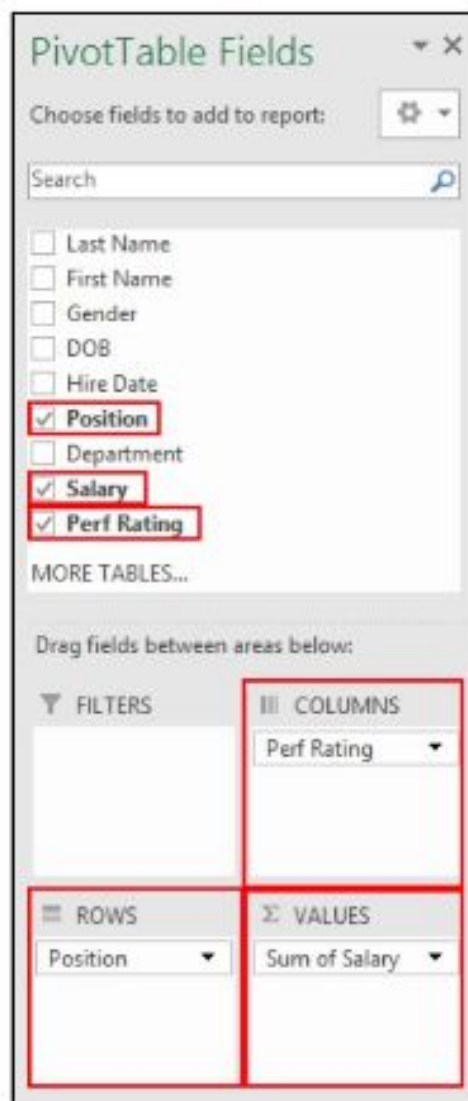 PivotTable Fields
Choose fields to add to report:
Search
Last Name
First Name
Gender
DOB
Hire Date
Position
Department
Salary
Perf Rating
MORE TABLES...
Drag fields between areas below:
FILTERS
COLUMNS
Perf Rating
ROWS
Σ VALUES
Position
Sum of Salary